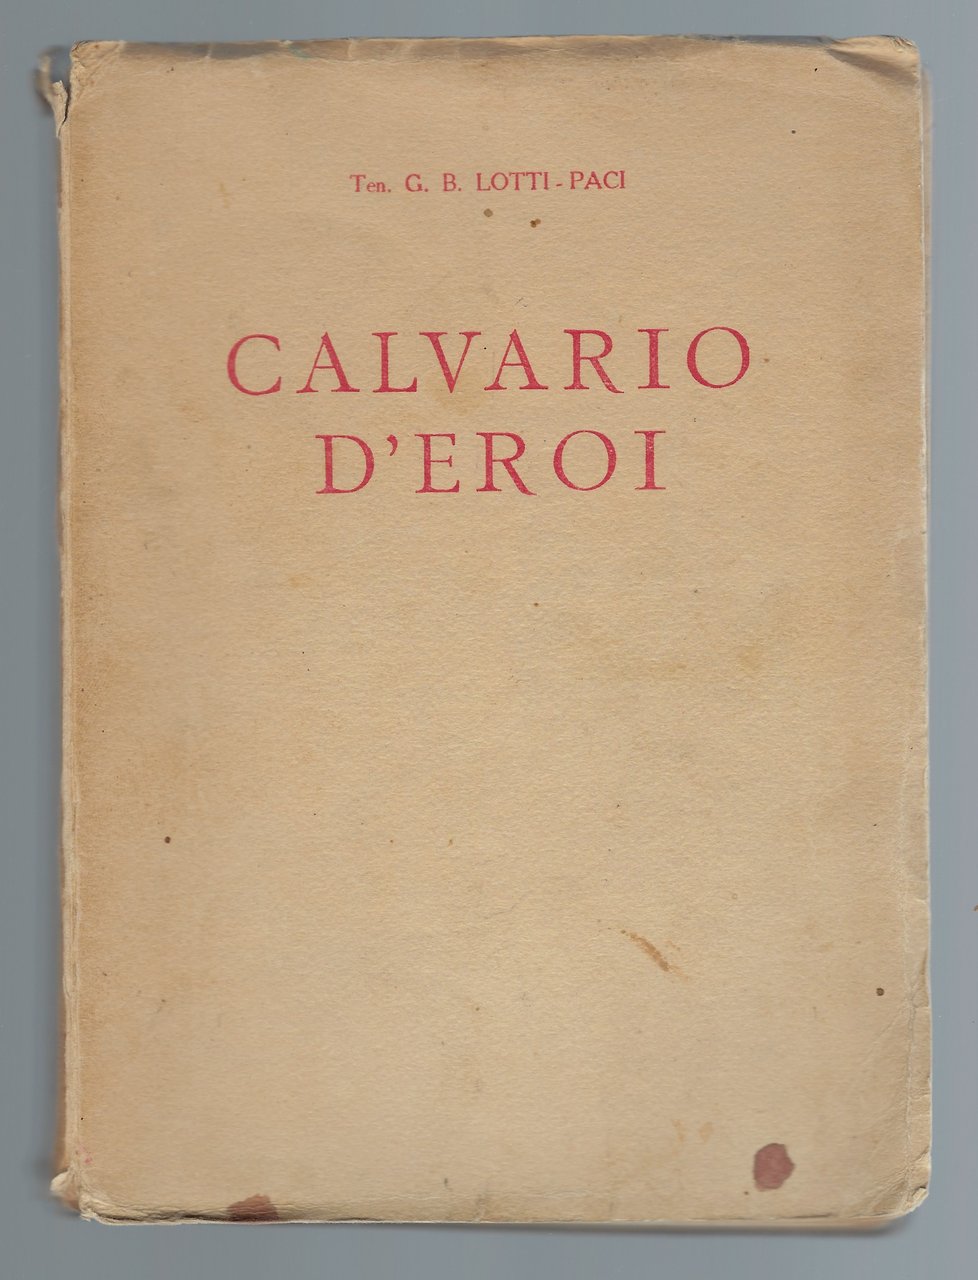 Ten. G. B. LOTTI-PACI
CALVARIO
D'EROI